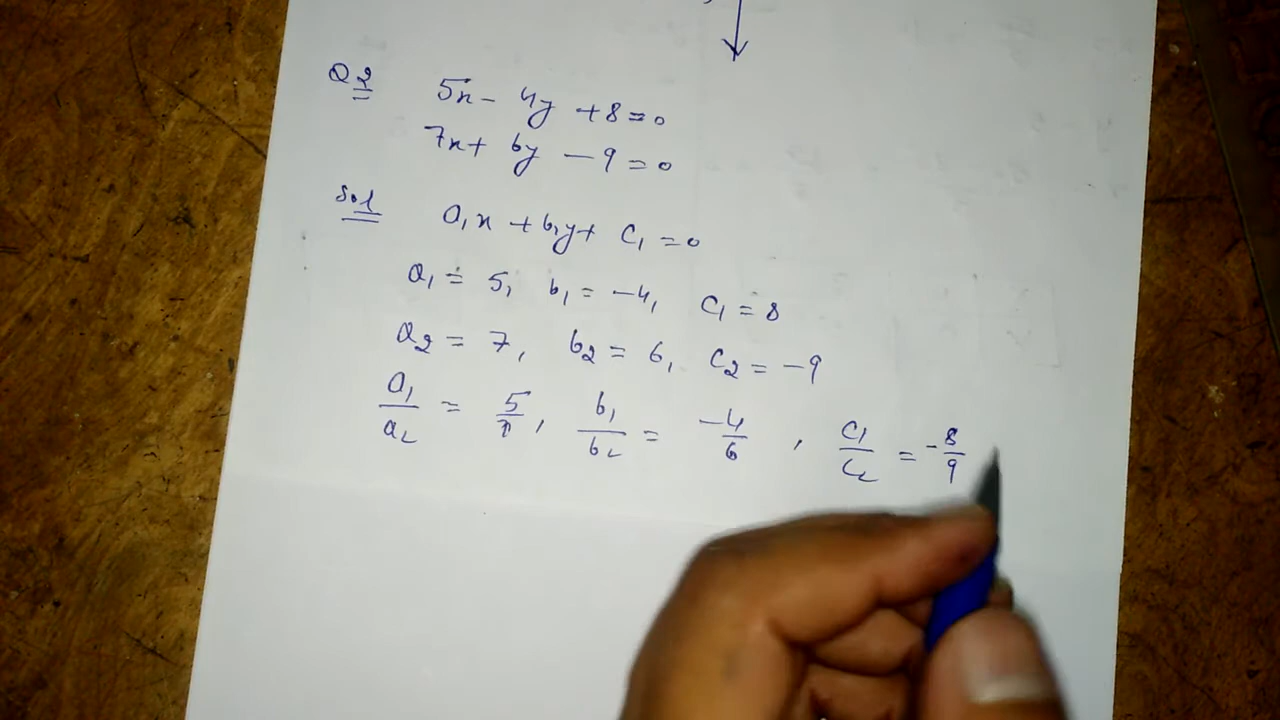 Q2 5x - 4y + 8 = 0
7x + 6y - 9 = 0
Sol a₁x + b₁y + c₁ = 0
a₁ = 5, b₁ = -4, c₁ = 8
a₂ = 7, b₂ = 6, c₂ = -9
a₁/a₂ = 5/7, b₁/b₂ = -4/6, c₁/c₂ = -8/9